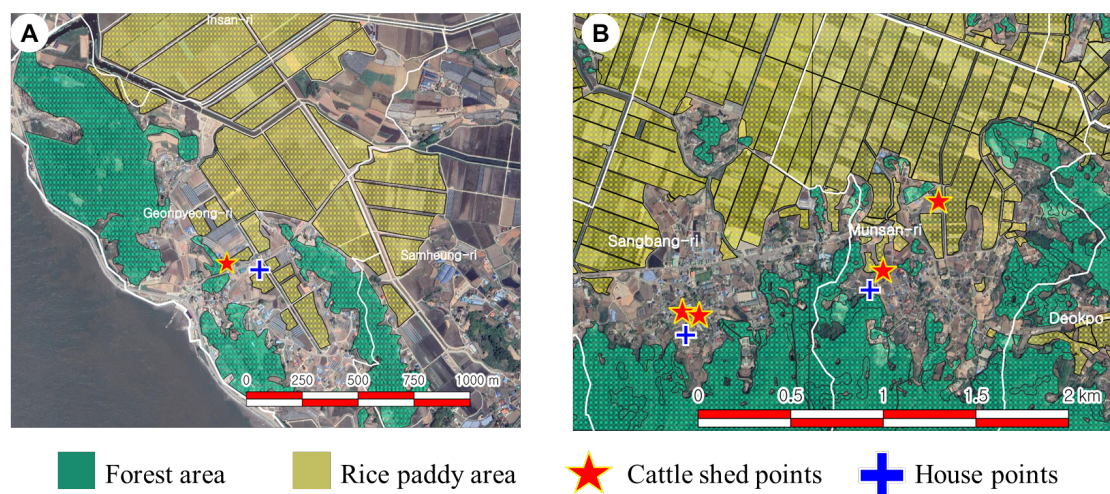 A
Insan-ri
Geonpyeong-ri
Samheung-ri
0 250 500 750 1000 m
B
Sangbang-ri
Munsan-ri
Deokpo
0 0.5 1 1.5 2 km
Forest area
Rice paddy area
Cattle shed points
House points